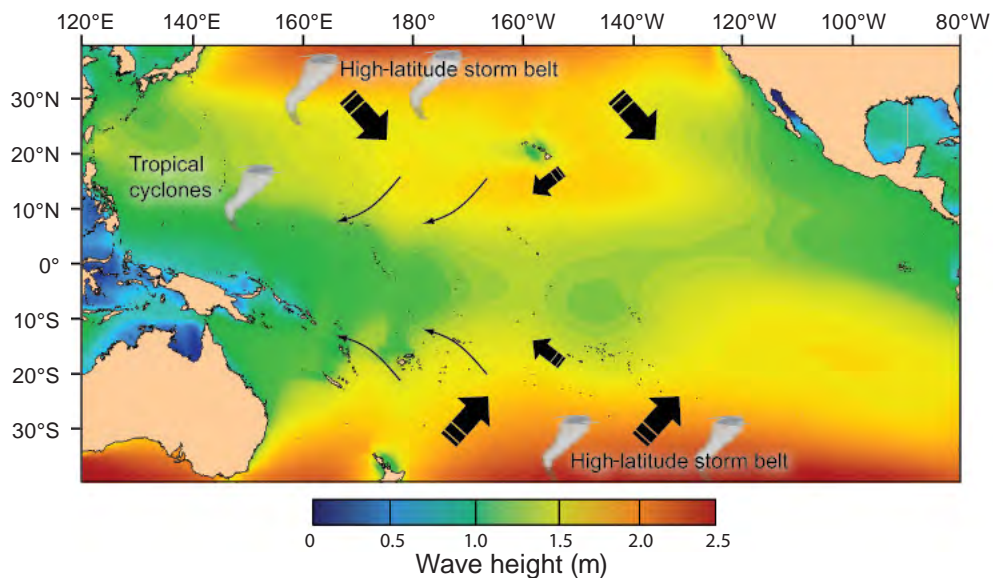 120°E 140°E 160°E 180° 160°W 140°W 120°W 100°W 80°W
High-latitude storm belt
30°N
20°N
Tropical
cyclones
10°N
0°
10°S
20°S
30°S
High-latitude storm belt
0 0.5 1.0 1.5 2.0 2.5
Wave height (m)